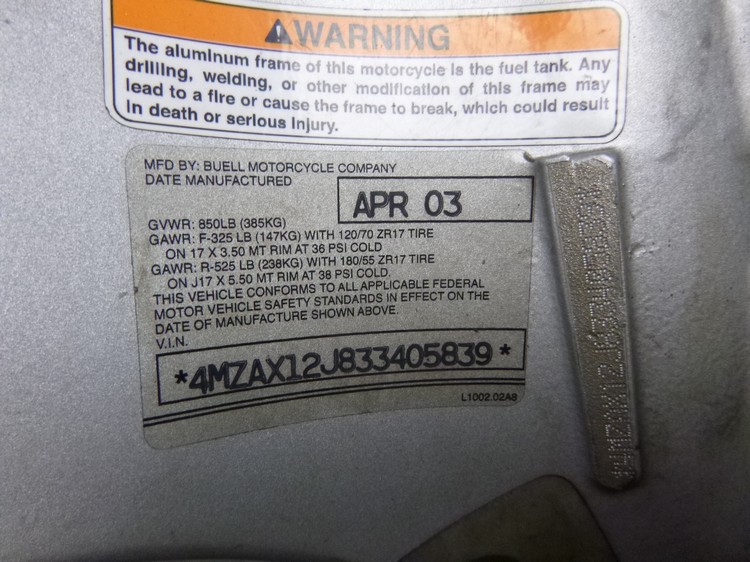 ⚠WARNING
The aluminum frame of this motorcycle is the fuel tank. Any
drilling, welding, or other modification of this frame may
lead to a fire or cause the frame to break, which could result
in death or serious injury.
MFD BY: BUELL MOTORCYCLE COMPANY
DATE MANUFACTURED
APR 03
GVWR: 850LB (385KG)
GAWR: F-325 LB (147KG) WITH 120/70 ZR17 TIRE
ON 17 X 3.50 MT RIM AT 36 PSI COLD
GAWR: R-525 LB (238KG) WITH 180/55 ZR17 TIRE
ON J17 X 5.50 MT RIM AT 38 PSI COLD.
THIS VEHICLE CONFORMS TO ALL APPLICABLE FEDERAL
MOTOR VEHICLE SAFETY STANDARDS IN EFFECT ON THE
DATE OF MANUFACTURE SHOWN ABOVE.
V.I.N.
*4MZAX12J833405839*
L1002.02A8